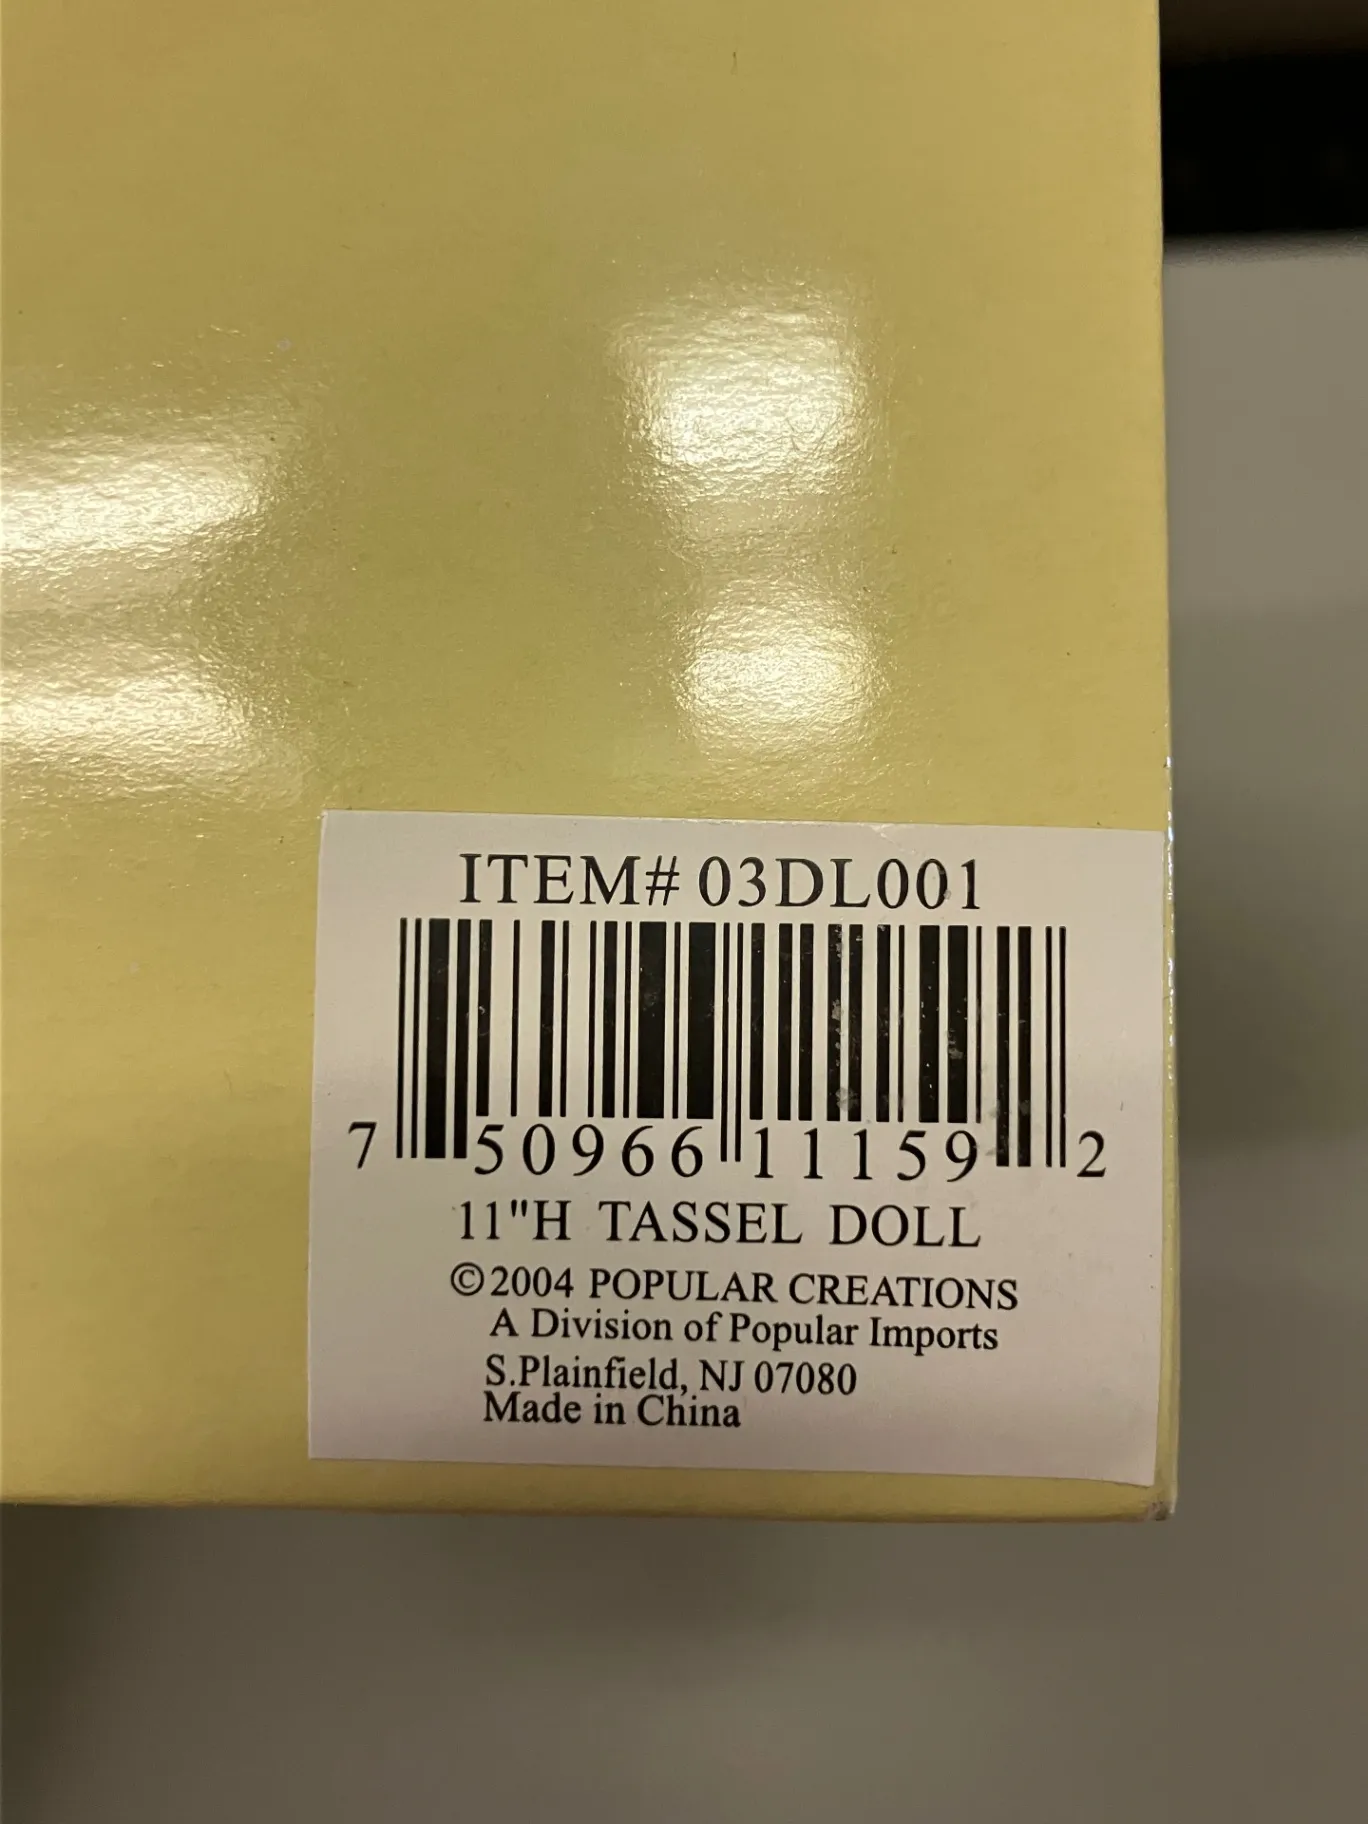 ITEM# 03DL001
7 50966 11159 2
11"H TASSEL DOLL
©2004 POPULAR CREATIONS
A Division of Popular Imports
S.Plainfield, NJ 07080
Made in China